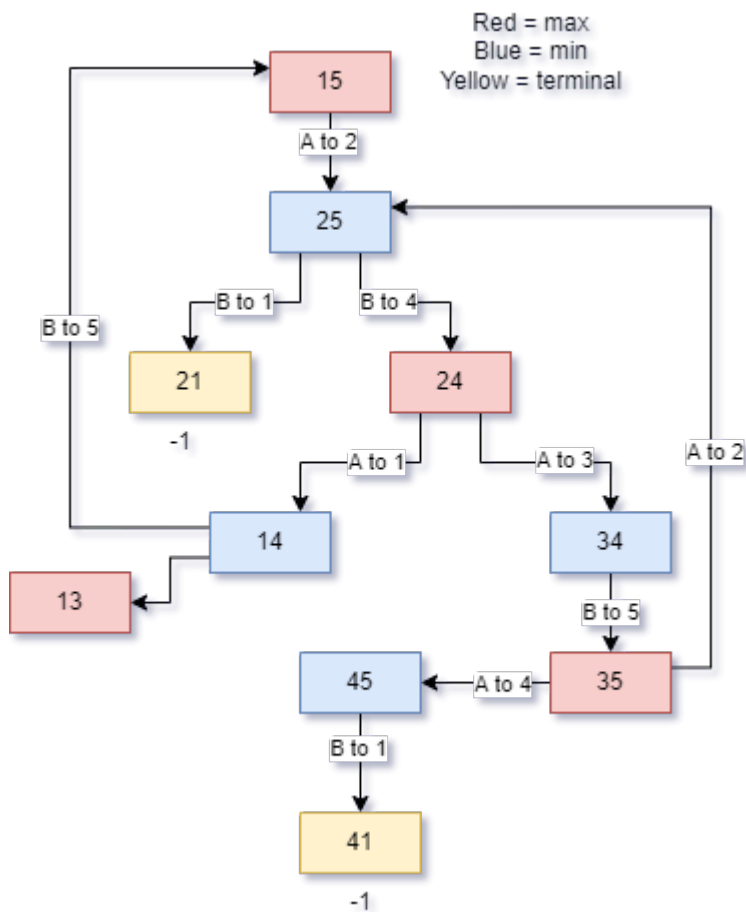 Red = max
Blue = min
Yellow = terminal
15
A to 2
25
B to 1
B to 4
B to 5
21
24
-1
A to 1
A to 3
A to 2
14
34
13
B to 5
45
A to 4
35
B to 1
41
-1